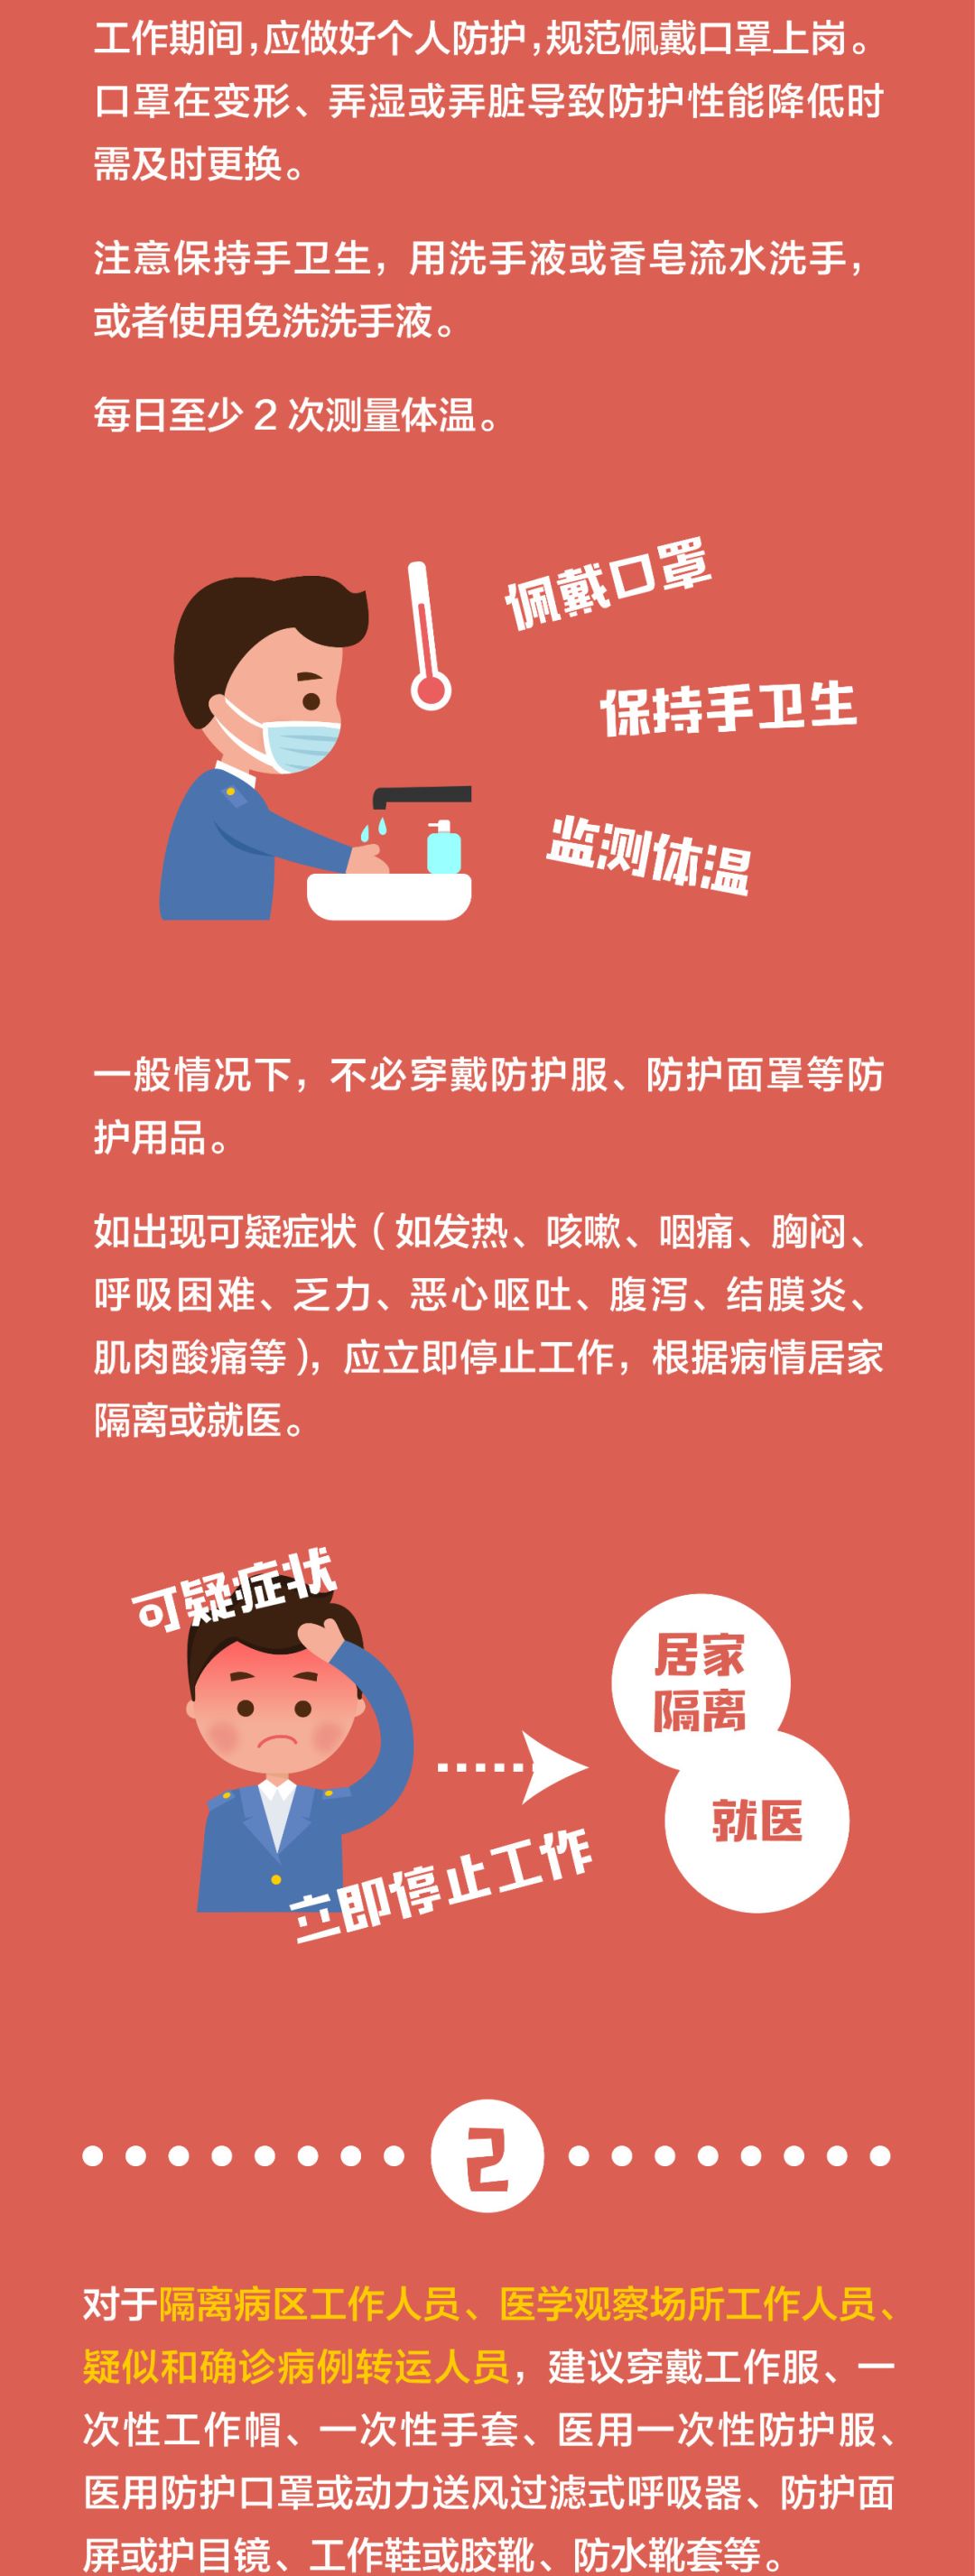 工作期间，应做好个人防护，规范佩戴口罩上岗。
口罩在变形、弄湿或弄脏导致防护性能降低时
需及时更换。
注意保持手卫生，用洗手液或香皂流水洗手，
或者使用免洗洗手液。
每日至少 2 次测量体温。
佩戴口罩
保持手卫生
监测体温
一般情况下，不必穿戴防护服、防护面罩等防
护用品。
如出现可疑症状（如发热、咳嗽、咽痛、胸闷、
呼吸困难、乏力、恶心呕吐、腹泻、结膜炎、
肌肉酸痛等），应立即停止工作，根据病情居家
隔离或就医。
可疑症状
立即停止工作
居家
隔离
就医
2
对于隔离病区工作人员、医学观察场所工作人员、
疑似和确诊病例转运人员，建议穿戴工作服、一
次性工作帽、一次性手套、医用一次性防护服、
医用防护口罩或动力送风过滤式呼吸器、防护面
屏或护目镜、工作鞋或胶靴、防水靴套等。